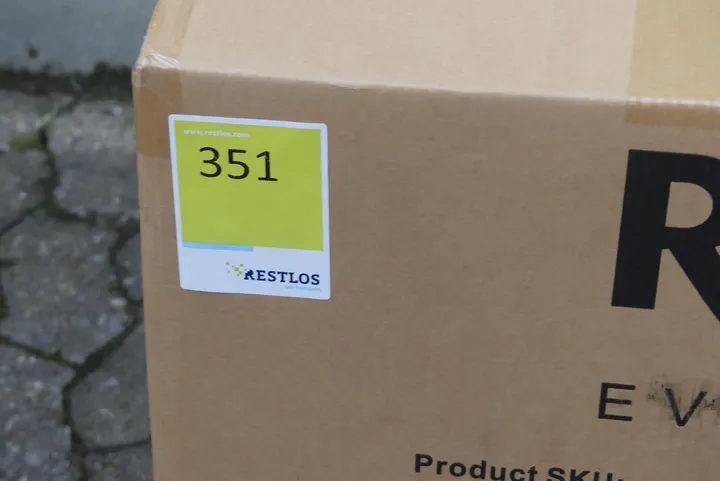 www.restlos.com
351
RESTLOS
R
E V
Product SKU: